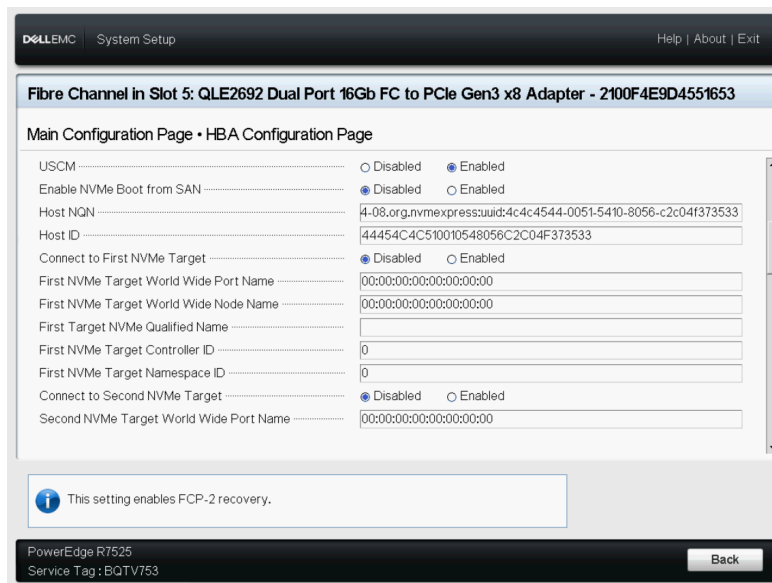 DELLEMC System Setup Help | About | Exit
Fibre Channel in Slot 5: QLE2692 Dual Port 16Gb FC to PCIe Gen3 x8 Adapter - 2100F4E9D4551653
Main Configuration Page • HBA Configuration Page
USCM Disabled Enabled
Enable NVMe Boot from SAN Disabled Enabled
Host NQN 4-08.org.nvmexpress:uuid:4c4c4544-0051-5410-8056-c2c04f373533
Host ID 44454C4C510010548056C2C04F373533
Connect to First NVMe Target Disabled Enabled
First NVMe Target World Wide Port Name 00:00:00:00:00:00:00:00
First NVMe Target World Wide Node Name 00:00:00:00:00:00:00:00
First Target NVMe Qualified Name
First NVMe Target Controller ID 0
First NVMe Target Namespace ID 0
Connect to Second NVMe Target Disabled Enabled
Second NVMe Target World Wide Port Name 00:00:00:00:00:00:00:00
This setting enables FCP-2 recovery.
PowerEdge R7525
Service Tag : BQTV753
Back